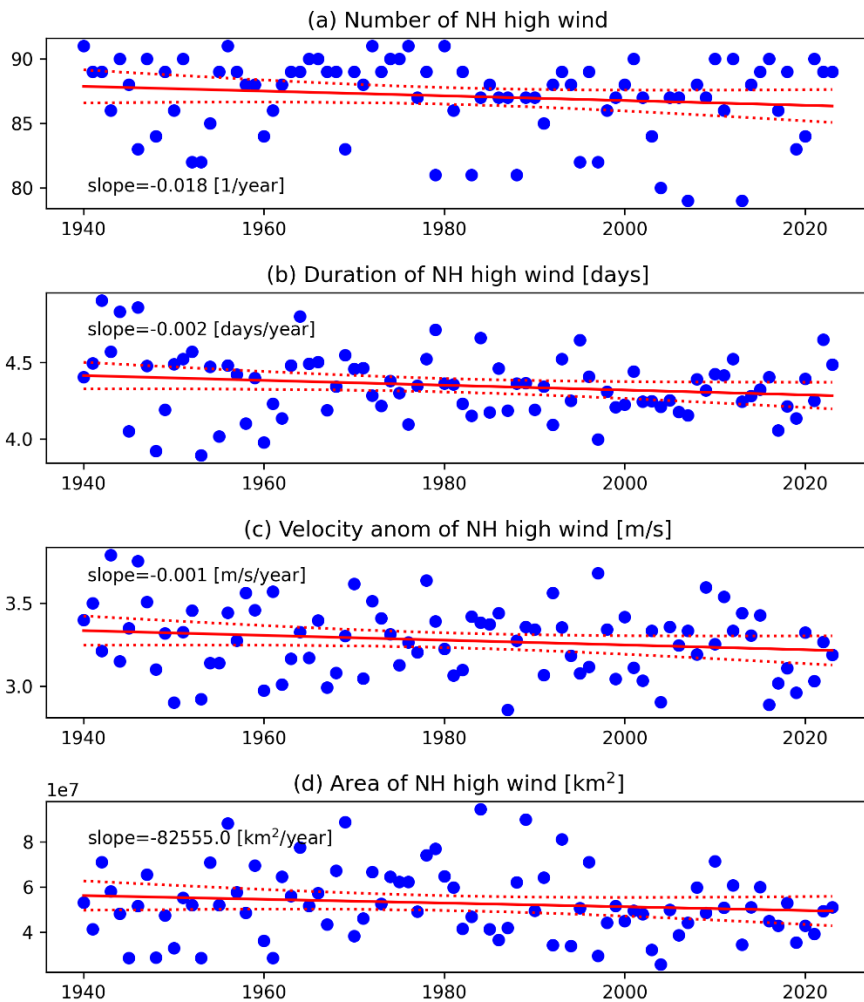 (a) Number of NH high wind
90
85
80
slope=-0.018 [1/year]
1940 1960 1980 2000 2020
(b) Duration of NH high wind [days]
slope=-0.002 [days/year]
4.5
4.0
1940 1960 1980 2000 2020
(c) Velocity anom of NH high wind [m/s]
slope=-0.001 [m/s/year]
3.5
3.0
1940 1960 1980 2000 2020
(d) Area of NH high wind [km²]
1e7
8
slope=-82555.0 [km²/year]
6
4
1940 1960 1980 2000 2020